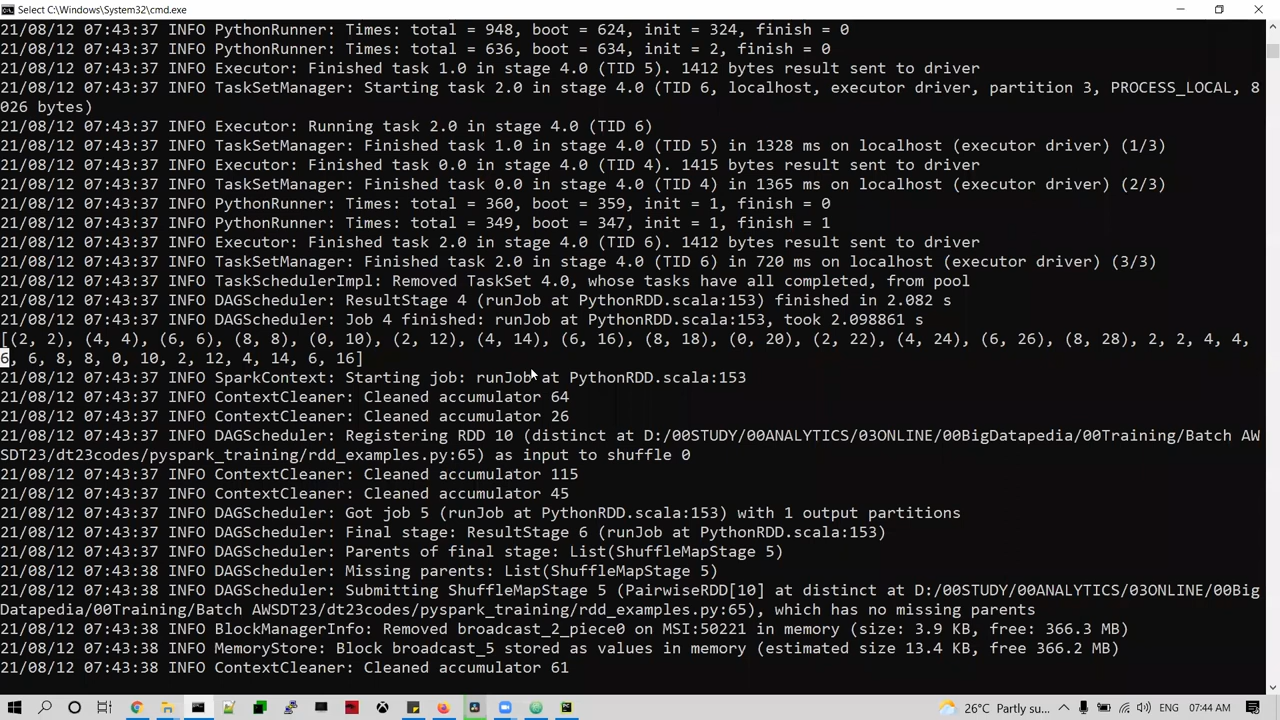 Select C:\Windows\System32\cmd.exe
21/08/12 07:43:37 INFO PythonRunner: Times: total = 948, boot = 624, init = 324, finish = 0
21/08/12 07:43:37 INFO PythonRunner: Times: total = 636, boot = 634, init = 2, finish = 0
21/08/12 07:43:37 INFO Executor: Finished task 1.0 in stage 4.0 (TID 5). 1412 bytes result sent to driver
21/08/12 07:43:37 INFO TaskSetManager: Starting task 2.0 in stage 4.0 (TID 6, localhost, executor driver, partition 3, PROCESS_LOCAL, 8
026 bytes)
21/08/12 07:43:37 INFO Executor: Running task 2.0 in stage 4.0 (TID 6)
21/08/12 07:43:37 INFO TaskSetManager: Finished task 1.0 in stage 4.0 (TID 5) in 1328 ms on localhost (executor driver) (1/3)
21/08/12 07:43:37 INFO Executor: Finished task 0.0 in stage 4.0 (TID 4). 1415 bytes result sent to driver
21/08/12 07:43:37 INFO TaskSetManager: Finished task 0.0 in stage 4.0 (TID 4) in 1365 ms on localhost (executor driver) (2/3)
21/08/12 07:43:37 INFO PythonRunner: Times: total = 360, boot = 359, init = 1, finish = 0
21/08/12 07:43:37 INFO PythonRunner: Times: total = 349, boot = 347, init = 1, finish = 1
21/08/12 07:43:37 INFO Executor: Finished task 2.0 in stage 4.0 (TID 6). 1412 bytes result sent to driver
21/08/12 07:43:37 INFO TaskSetManager: Finished task 2.0 in stage 4.0 (TID 6) in 720 ms on localhost (executor driver) (3/3)
21/08/12 07:43:37 INFO TaskSchedulerImpl: Removed TaskSet 4.0, whose tasks have all completed, from pool
21/08/12 07:43:37 INFO DAGScheduler: ResultStage 4 (runJob at PythonRDD.scala:153) finished in 2.082 s
21/08/12 07:43:37 INFO DAGScheduler: Job 4 finished: runJob at PythonRDD.scala:153, took 2.098861 s
[(2, 2), (4, 4), (6, 6), (8, 8), (0, 10), (2, 12), (4, 14), (6, 16), (8, 18), (0, 20), (2, 22), (4, 24), (6, 26), (8, 28), 2, 2, 4, 4,
6, 6, 8, 8, 0, 10, 2, 12, 4, 14, 6, 16]
21/08/12 07:43:37 INFO SparkContext: Starting job: runJob at PythonRDD.scala:153
21/08/12 07:43:37 INFO ContextCleaner: Cleaned accumulator 64
21/08/12 07:43:37 INFO ContextCleaner: Cleaned accumulator 26
21/08/12 07:43:37 INFO DAGScheduler: Registering RDD 10 (distinct at D:/00STUDY/00ANALYTICS/03ONLINE/00BigDatapedia/00Training/Batch AW
SDT23/dt23codes/pyspark_training/rdd_examples.py:65) as input to shuffle 0
21/08/12 07:43:37 INFO ContextCleaner: Cleaned accumulator 115
21/08/12 07:43:37 INFO ContextCleaner: Cleaned accumulator 45
21/08/12 07:43:37 INFO DAGScheduler: Got job 5 (runJob at PythonRDD.scala:153) with 1 output partitions
21/08/12 07:43:37 INFO DAGScheduler: Final stage: ResultStage 6 (runJob at PythonRDD.scala:153)
21/08/12 07:43:37 INFO DAGScheduler: Parents of final stage: List(ShuffleMapStage 5)
21/08/12 07:43:38 INFO DAGScheduler: Missing parents: List(ShuffleMapStage 5)
21/08/12 07:43:38 INFO DAGScheduler: Submitting ShuffleMapStage 5 (PairwiseRDD[10] at distinct at D:/00STUDY/00ANALYTICS/03ONLINE/00Big
Datapedia/00Training/Batch AWSDT23/dt23codes/pyspark_training/rdd_examples.py:65), which has no missing parents
21/08/12 07:43:38 INFO BlockManagerInfo: Removed broadcast_2_piece0 on MSI:50221 in memory (size: 3.9 KB, free: 366.3 MB)
21/08/12 07:43:38 INFO MemoryStore: Block broadcast_5 stored as values in memory (estimated size 13.4 KB, free 366.2 MB)
21/08/12 07:43:38 INFO ContextCleaner: Cleaned accumulator 61
26°C Partly su... ENG 07:44 AM